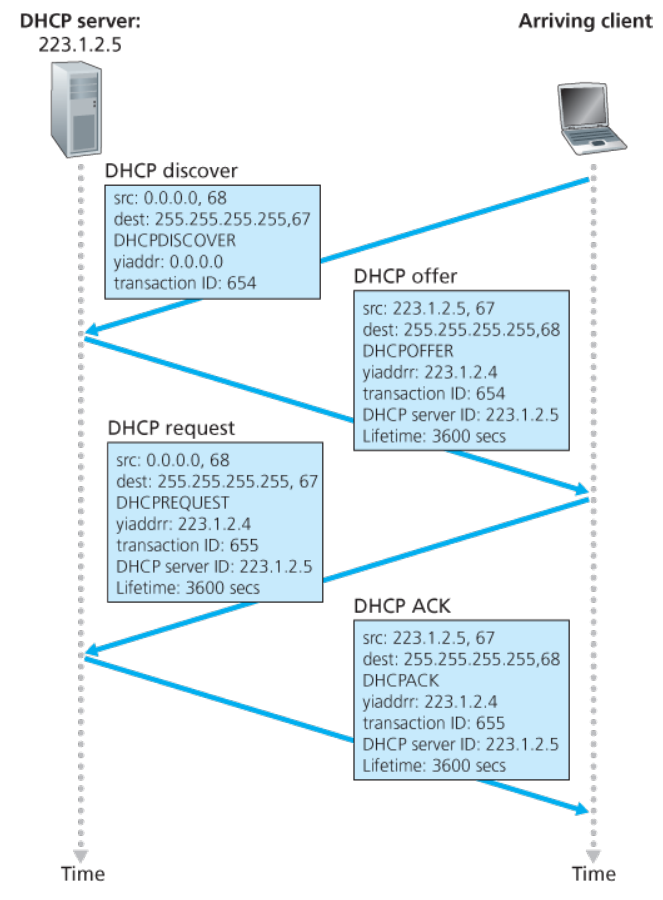 DHCP server:
223.1.2.5
Arriving client
DHCP discover
src: 0.0.0.0, 68
dest: 255.255.255.255,67
DHCPDISCOVER
yiaddr: 0.0.0.0
transaction ID: 654
DHCP offer
src: 223.1.2.5, 67
dest: 255.255.255.255,68
DHCPOFFER
yiaddrr: 223.1.2.4
transaction ID: 654
DHCP server ID: 223.1.2.5
Lifetime: 3600 secs
DHCP request
src: 0.0.0.0, 68
dest: 255.255.255.255, 67
DHCPREQUEST
yiaddrr: 223.1.2.4
transaction ID: 655
DHCP server ID: 223.1.2.5
Lifetime: 3600 secs
DHCP ACK
src: 223.1.2.5, 67
dest: 255.255.255.255,68
DHCPACK
yiaddrr: 223.1.2.4
transaction ID: 655
DHCP server ID: 223.1.2.5
Lifetime: 3600 secs
Time
Time